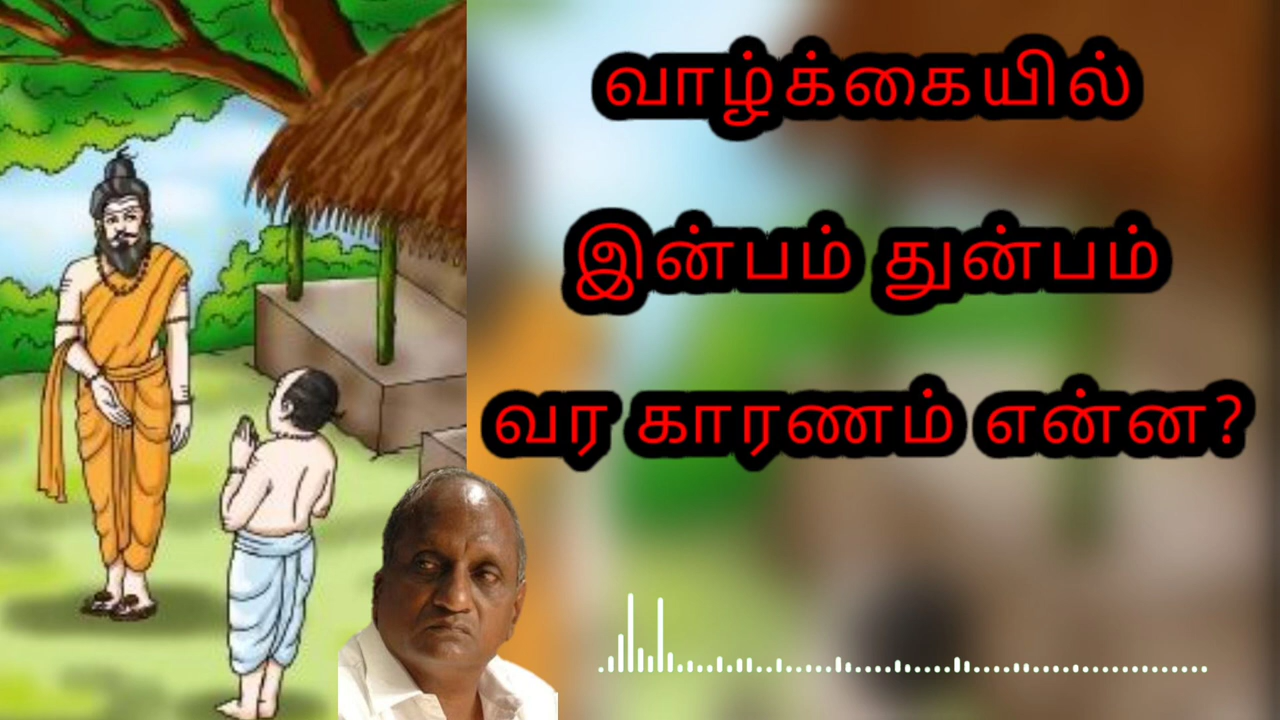 வாழ்க்கையில்
இன்பம் துன்பம்
வர காரணம் என்ன?